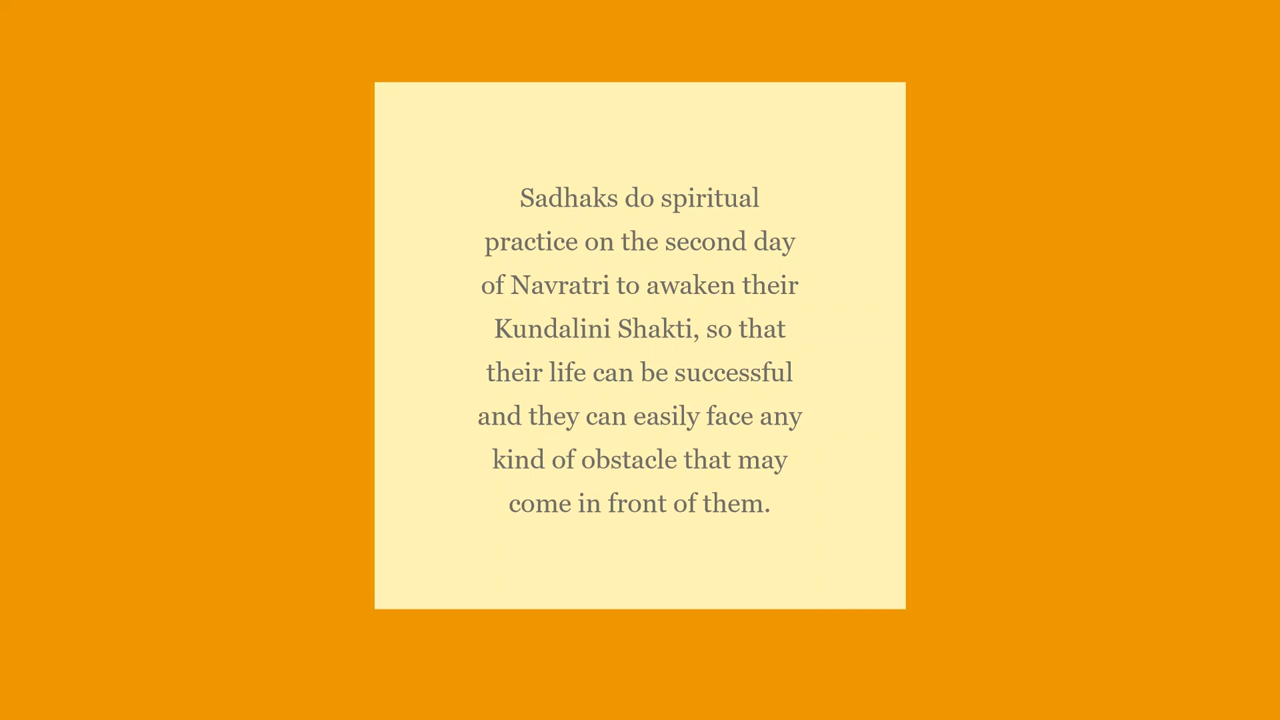 Sadhaks do spiritual
practice on the second day
of Navratri to awaken their
Kundalini Shakti, so that
their life can be successful
and they can easily face any
kind of obstacle that may
come in front of them.